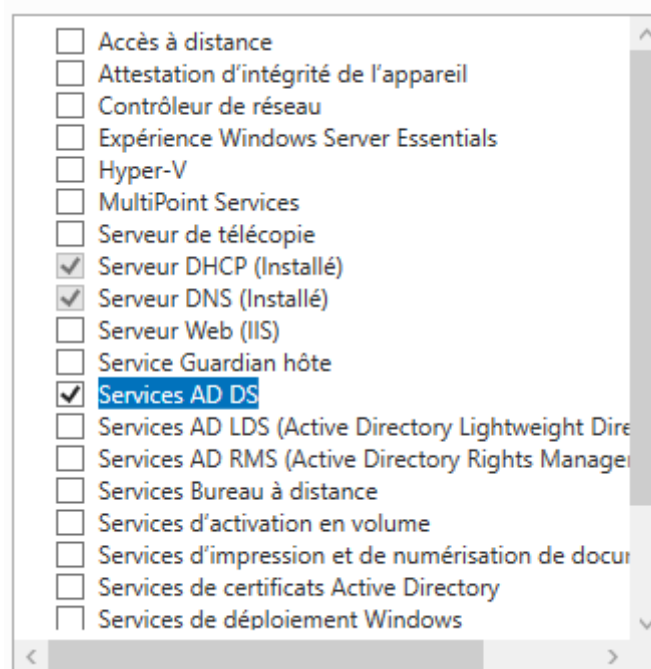 Accès à distance
Attestation d’intégrité de l’appareil
Contrôleur de réseau
Expérience Windows Server Essentials
Hyper-V
MultiPoint Services
Serveur de télécopie
Serveur DHCP (Installé)
Serveur DNS (Installé)
Serveur Web (IIS)
Service Guardian hôte
Services AD DS
Services AD LDS (Active Directory Lightweight Dire
Services AD RMS (Active Directory Rights Manager
Services Bureau à distance
Services d’activation en volume
Services d’impression et de numérisation de docur
Services de certificats Active Directory
Services de déploiement Windows